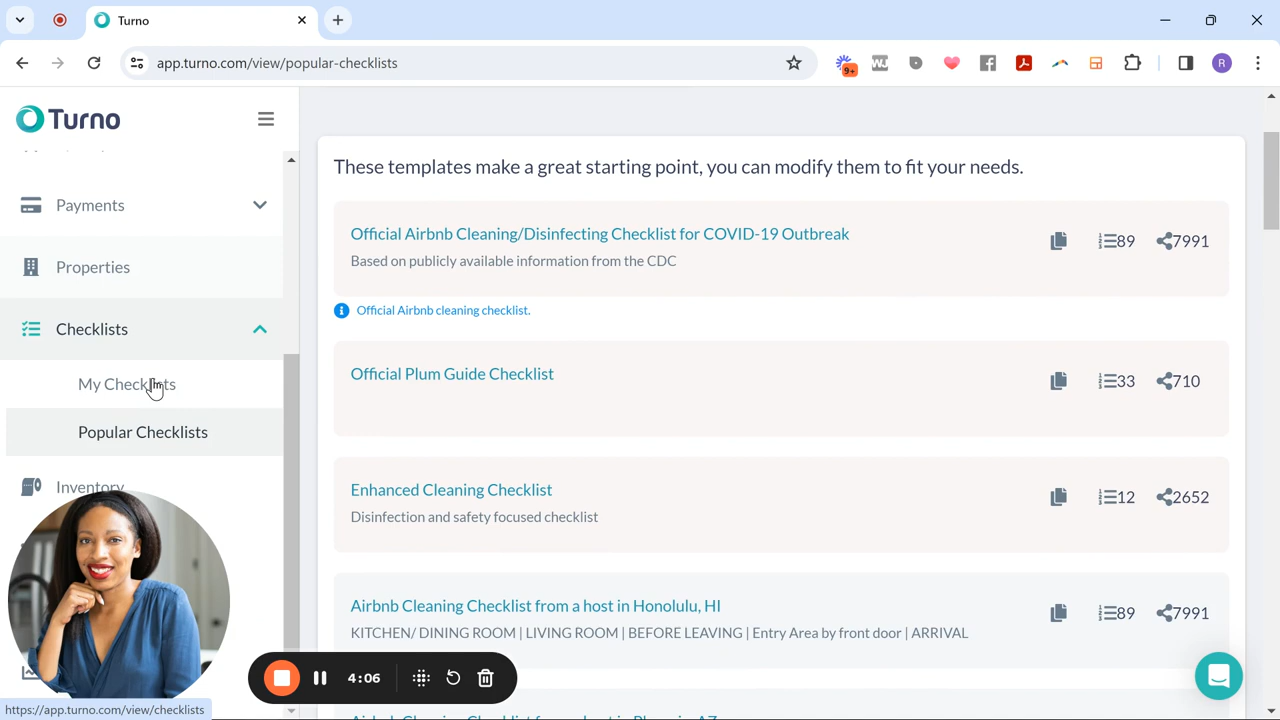 Turno
app.turno.com/view/popular-checklists
9+
R
Turno
Payments
Properties
Checklists
My Checklists
Popular Checklists
Inventory
These templates make a great starting point, you can modify them to fit your needs.
Official Airbnb Cleaning/Disinfecting Checklist for COVID-19 Outbreak
89
7991
Based on publicly available information from the CDC
Official Airbnb cleaning checklist.
Official Plum Guide Checklist
33
710
Enhanced Cleaning Checklist
12
2652
Disinfection and safety focused checklist
Airbnb Cleaning Checklist from a host in Honolulu, HI
89
7991
KITCHEN/ DINING ROOM | LIVING ROOM | BEFORE LEAVING | Entry Area by front door | ARRIVAL
4:06
https://app.turno.com/view/checklists